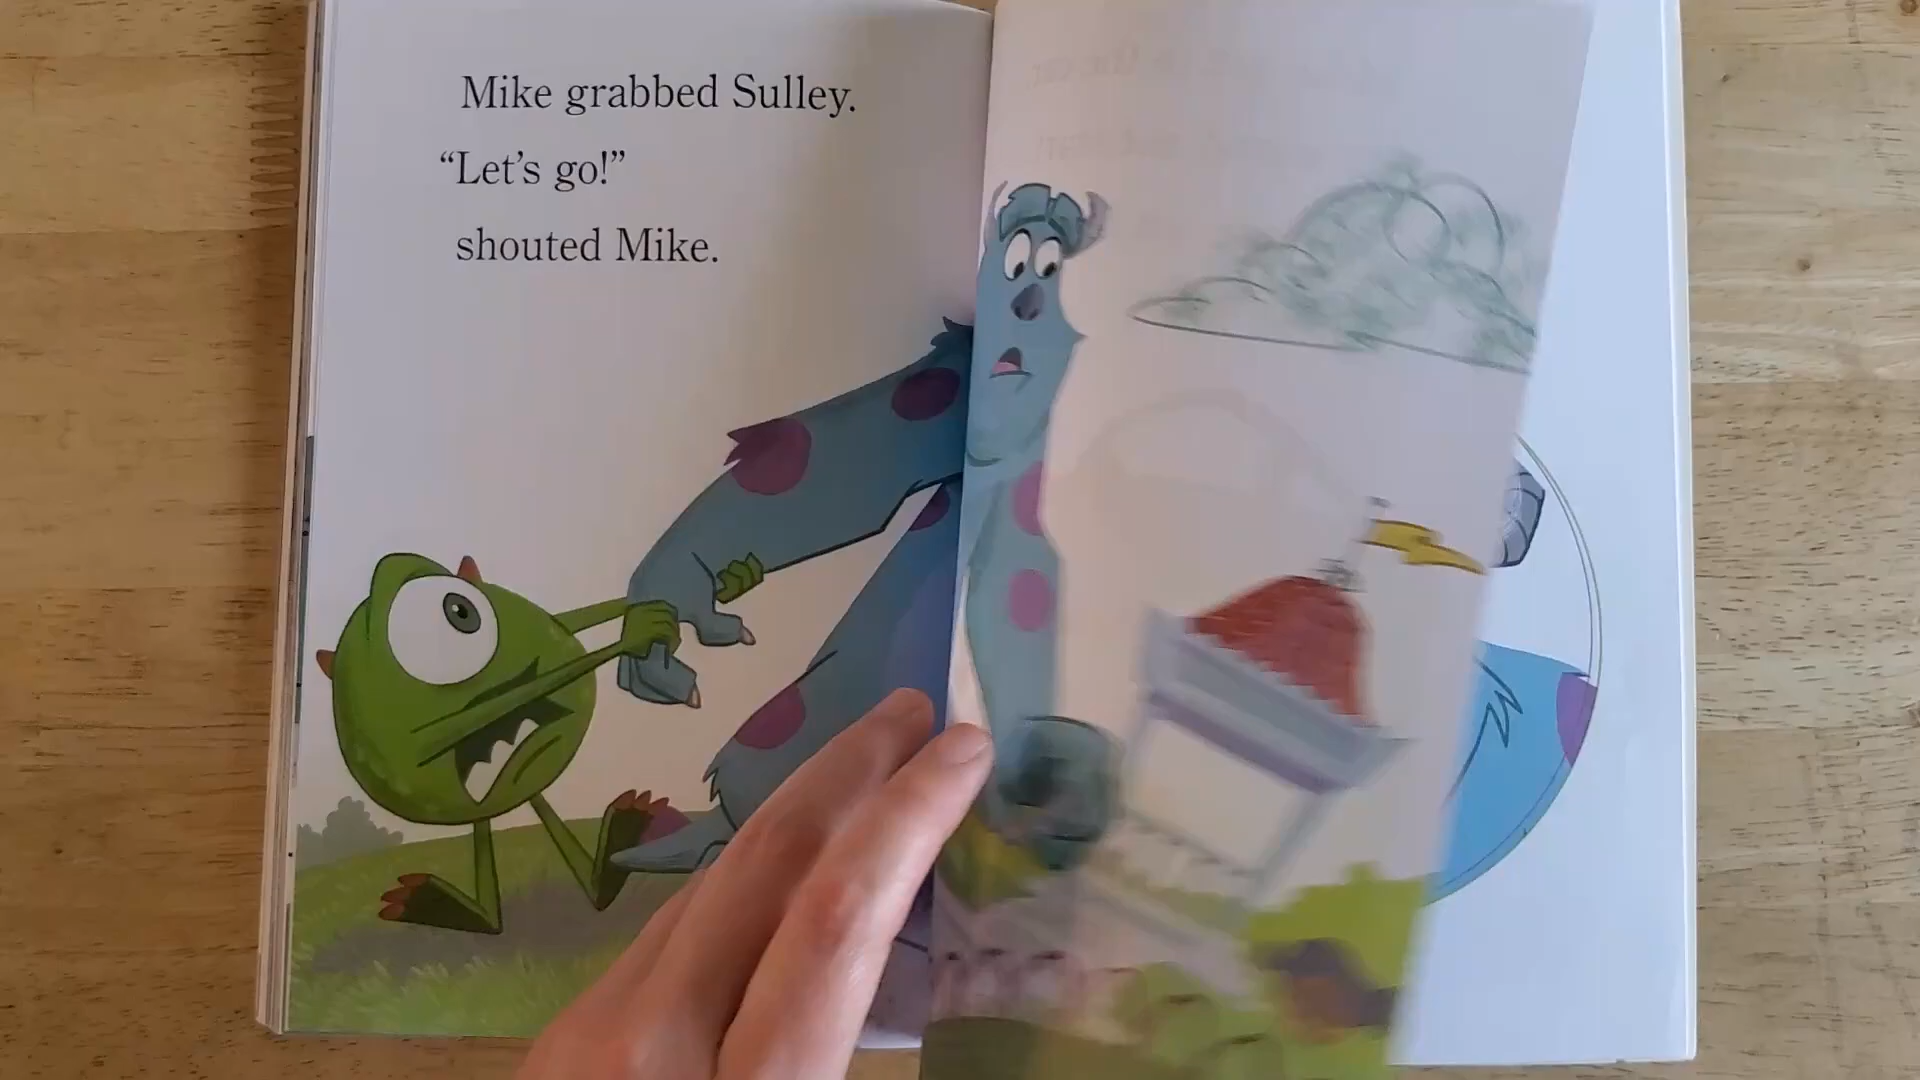 Mike grabbed Sulley.
“Let’s go!”
shouted Mike.